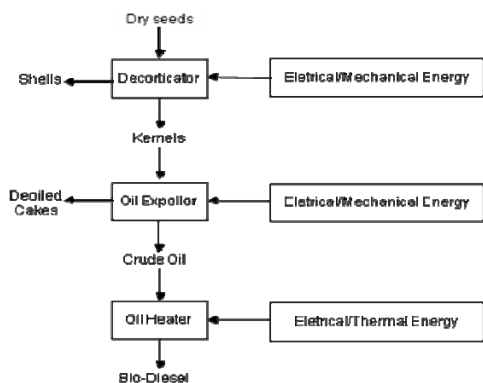 Dry seeds
Shells
Decorticator
Eletrical/Mechanical Energy
Kernels
Deoiled
Cakes
Oil Expellor
Eletrical/Mechanical Energy
Crude Oil
Oil Heater
Eletrical/Thermal Energy
Bio-Diesel